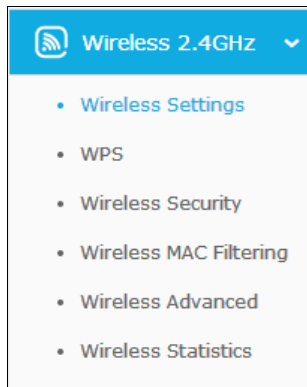 Wireless 2.4GHz
Wireless Settings
WPS
Wireless Security
Wireless MAC Filtering
Wireless Advanced
Wireless Statistics